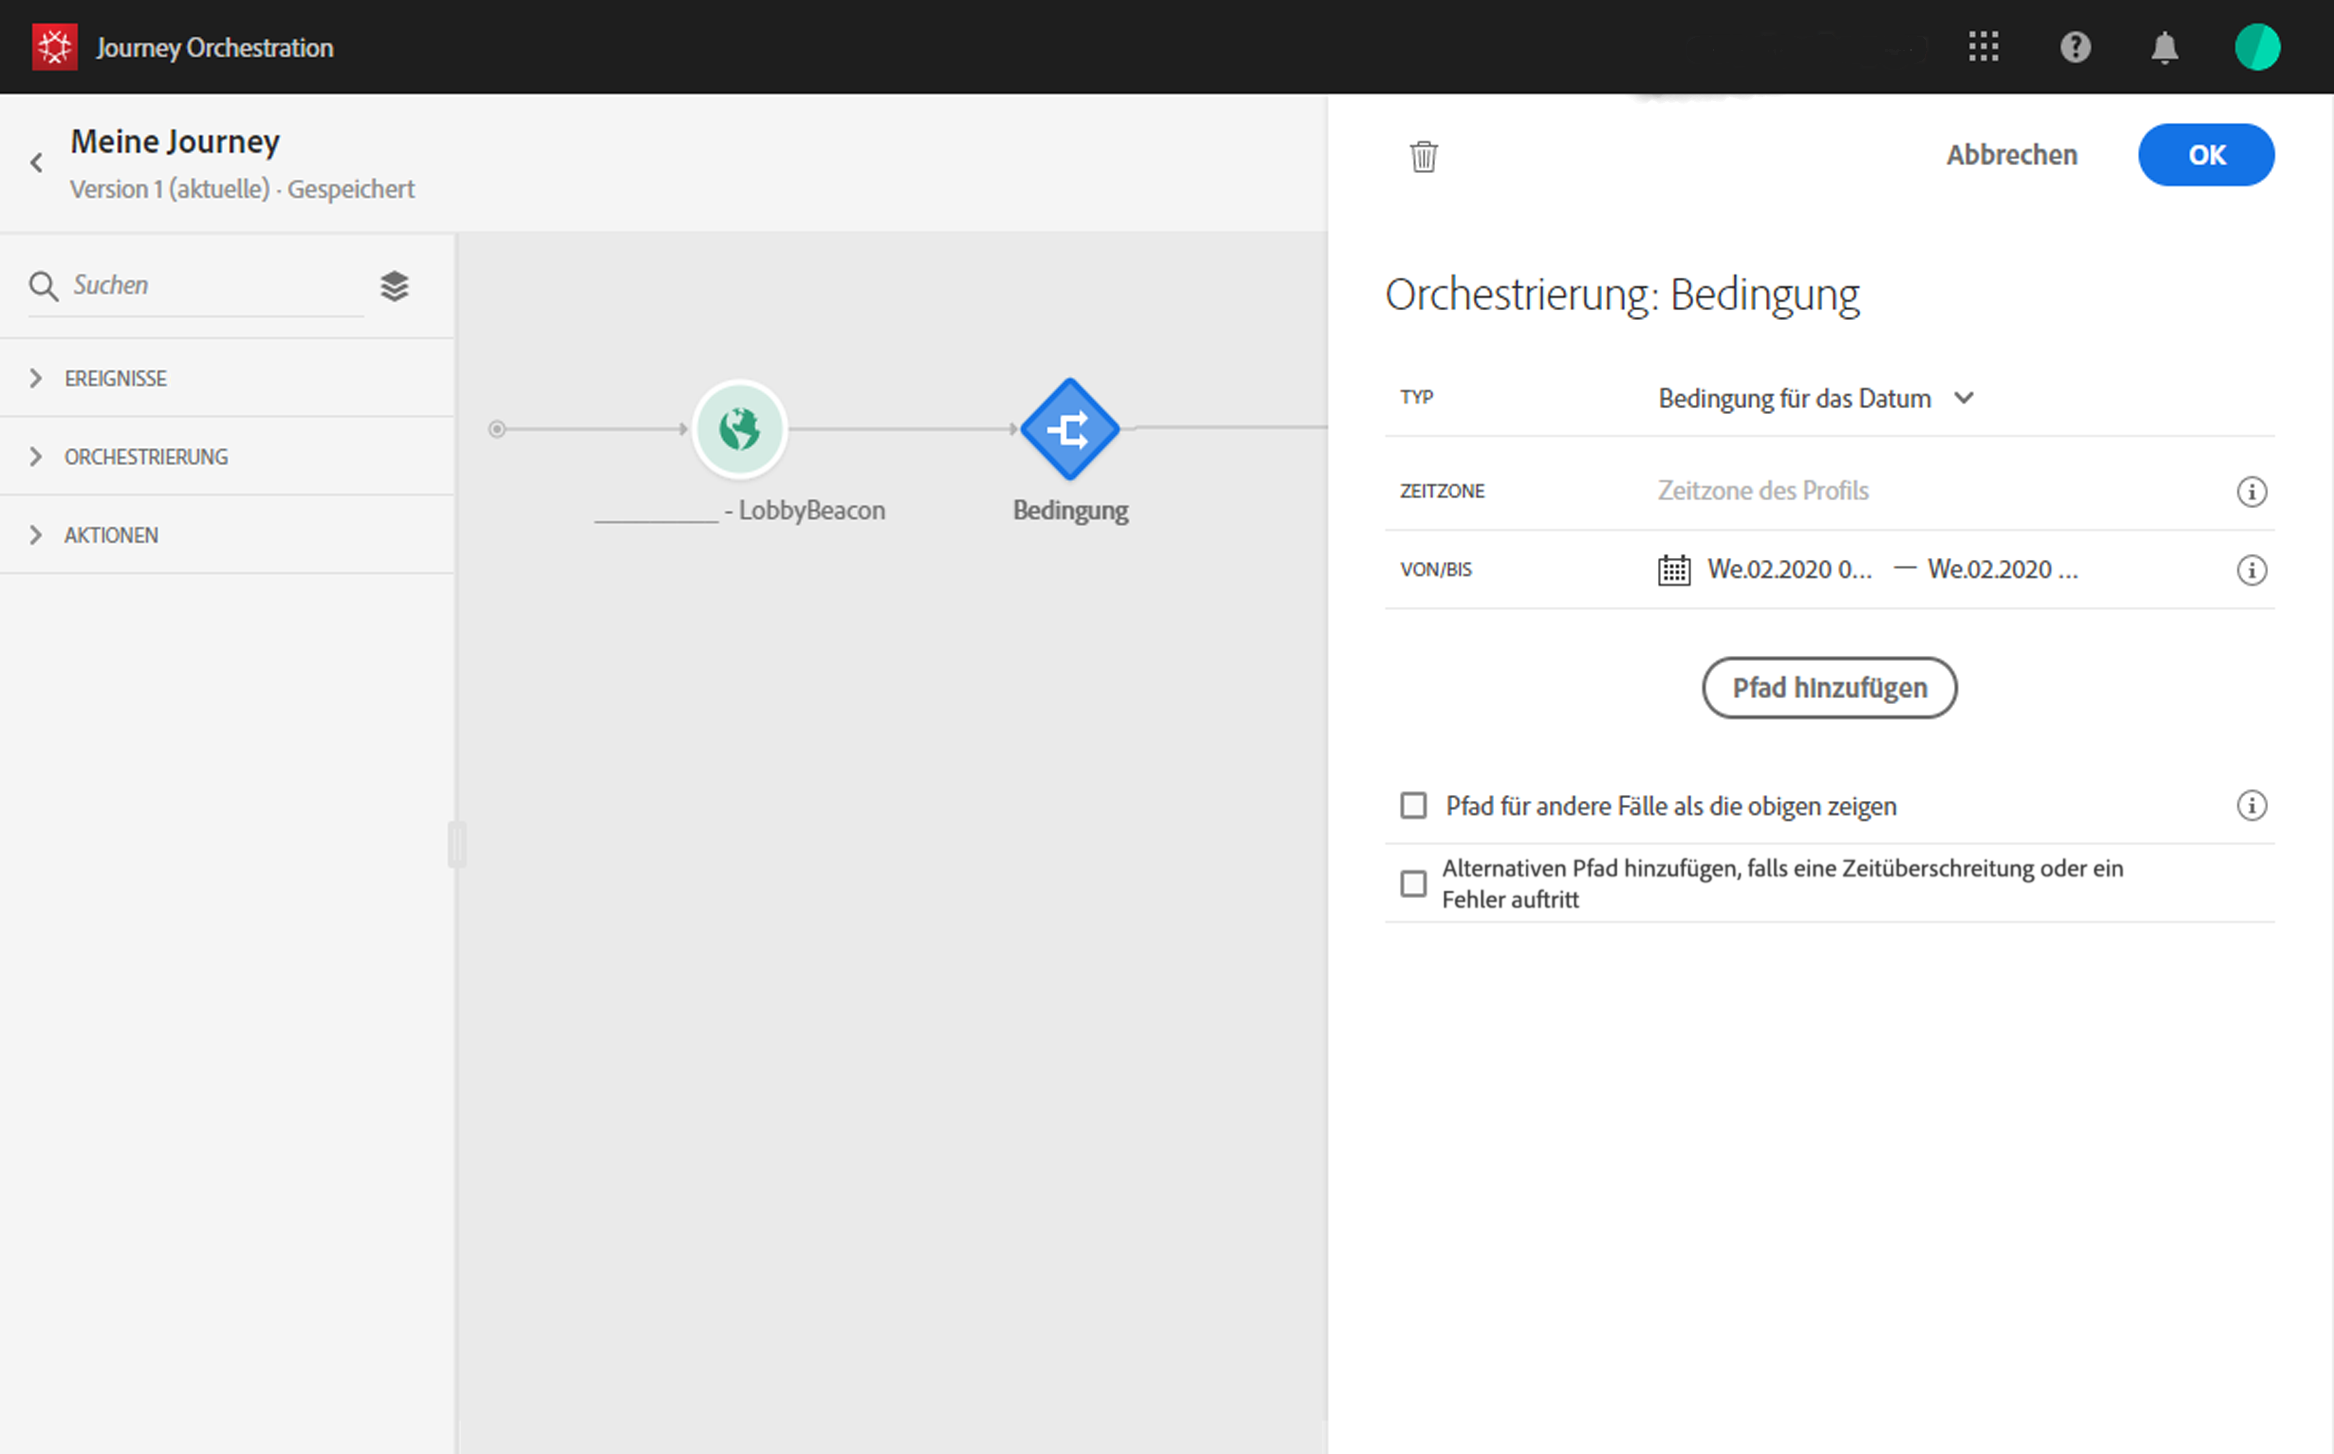 Journey Orchestration
Meine Journey
Version 1 (aktuelle) · Gespeichert
Abbrechen
OK
Suchen
EREIGNISSE
ORCHESTRIERUNG
AKTIONEN
__________ - LobbyBeacon
Bedingung
Orchestrierung: Bedingung
TYP
Bedingung für das Datum
ZEITZONE
Zeitzone des Profils
VON/BIS
We.02.2020 0... — We.02.2020 ...
Pfad hinzufügen
Pfad für andere Fälle als die obigen zeigen
Alternativen Pfad hinzufügen, falls eine Zeitüberschreitung oder ein
Fehler auftritt